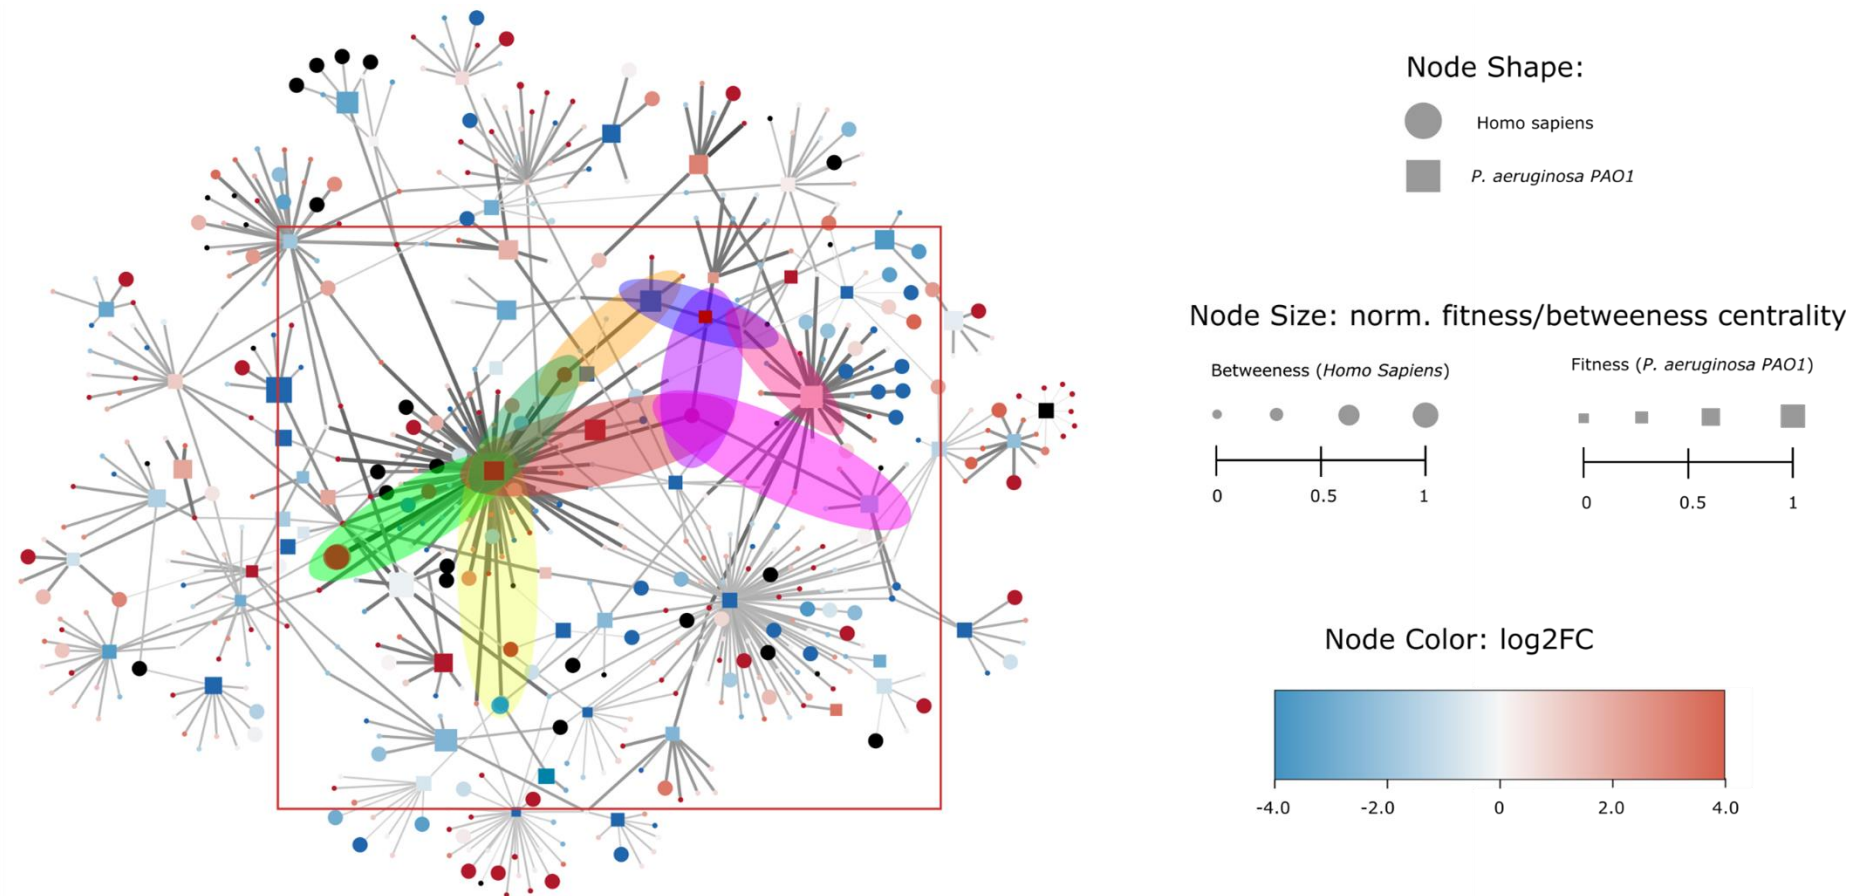 Node Shape:
Homo sapiens
P. aeruginosa PAO1
Node Size: norm. fitness/betweeness centrality
Betweeness (Homo Sapiens)
Fitness (P. aeruginosa PAO1)
0 0.5 1
0 0.5 1
Node Color: log2FC
-4.0 -2.0 0 2.0 4.0